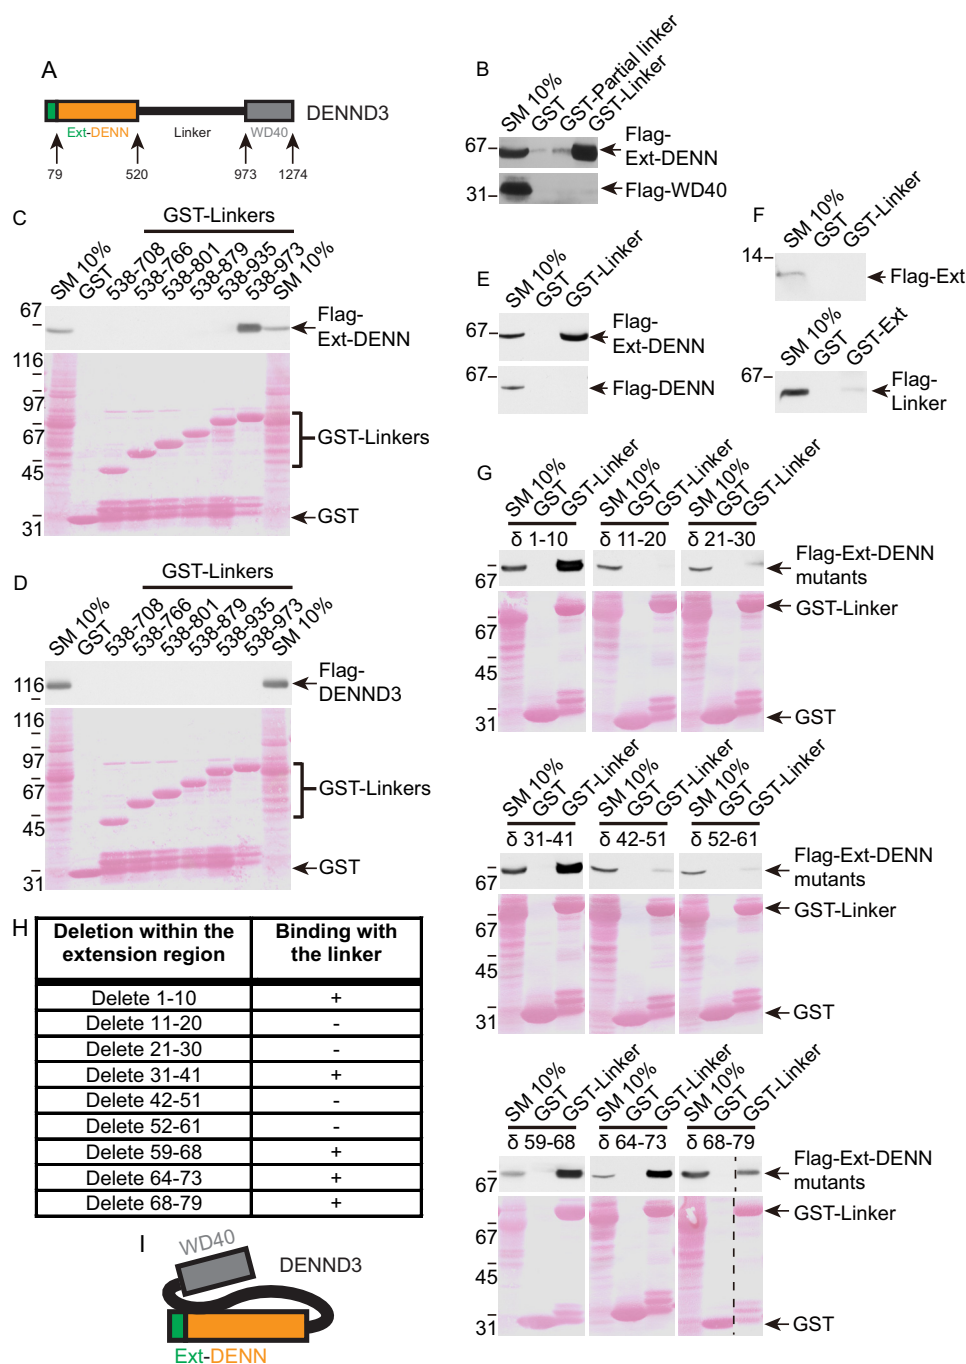 A
Ext-DENN
Linker
WD40
DENND3
79
520
973
1274
B
SM 10%
GST
GST-Partial linker
GST-Linker
67
Flag-
Ext-DENN
31
Flag-WD40
C
GST-Linkers
SM 10%
GST
538-708
538-766
538-801
538-879
538-935
538-973
SM 10%
67
Flag-
Ext-DENN
116
97
67
45
31
GST-Linkers
GST
D
GST-Linkers
SM 10%
GST
538-708
538-766
538-801
538-879
538-935
538-973
SM 10%
116
Flag-
DENND3
116
97
67
45
31
GST-Linkers
GST
E
SM 10%
GST
GST-Linker
67
Flag-
Ext-DENN
67
Flag-DENN
F
SM 10%
GST
GST-Linker
14
Flag-Ext
SM 10%
GST
GST-Ext
67
Flag-
Linker
G
SM 10%
GST
GST-Linker
SM 10%
GST
GST-Linker
SM 10%
GST
GST-Linker
δ 1-10
δ 11-20
δ 21-30
67
Flag-Ext-DENN
mutants
GST-Linker
67
45
31
GST
SM 10%
GST
GST-Linker
SM 10%
GST
GST-Linker
SM 10%
GST
GST-Linker
δ 31-41
δ 42-51
δ 52-61
67
Flag-Ext-DENN
mutants
GST-Linker
67
45
31
GST
SM 10%
GST
GST-Linker
SM 10%
GST
GST-Linker
SM 10%
GST
GST-Linker
δ 59-68
δ 64-73
δ 68-79
67
Flag-Ext-DENN
mutants
GST-Linker
67
45
31
GST
H
Deletion within the
extension region
Binding with
the linker
Delete 1-10 +
Delete 11-20 -
Delete 21-30 -
Delete 31-41 +
Delete 42-51 -
Delete 52-61 -
Delete 59-68 +
Delete 64-73 +
Delete 68-79 +
I
WD40
DENND3
Ext-DENN